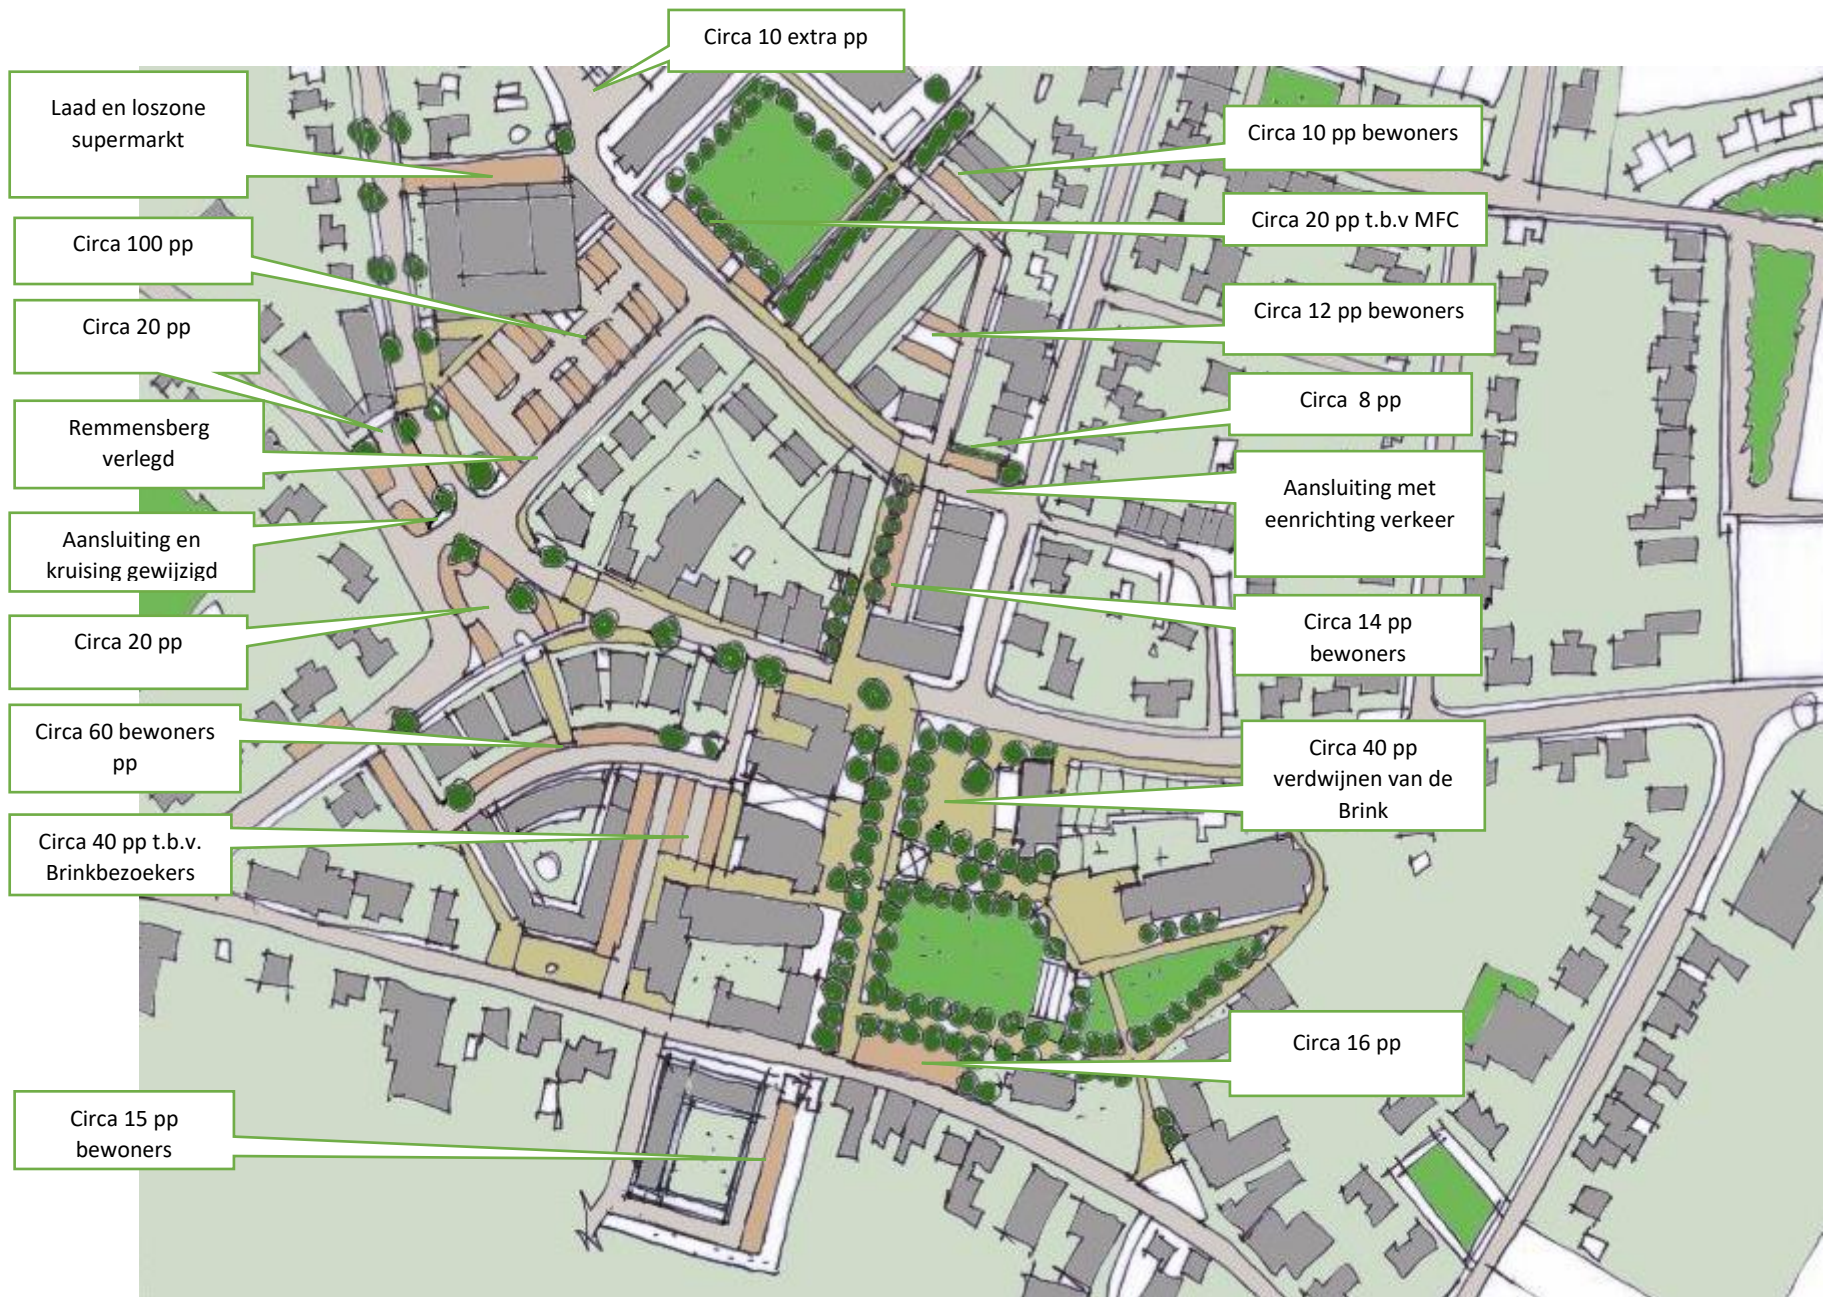 Circa 10 extra pp
Laad en loszone
supermarkt
Circa 100 pp
Circa 20 pp
Remmensberg
verlegd
Aansluiting en
kruising gewijzigd
Circa 20 pp
Circa 60 bewoners
pp
Circa 40 pp t.b.v.
Brinkbezoekers
Circa 15 pp
bewoners
Circa 10 pp bewoners
Circa 20 pp t.b.v MFC
Circa 12 pp bewoners
Circa  8 pp
Aansluiting met
eenrichting verkeer
Circa 14 pp
bewoners
Circa 40 pp
verdwijnen van de
Brink
Circa 16 pp